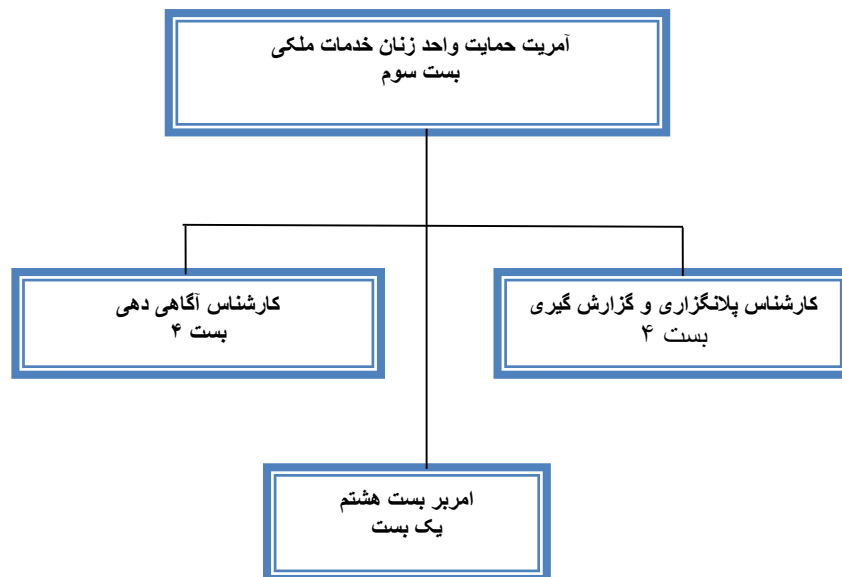 آمریت حمایت واحد زنان خدمات ملکی
بست سوم
کارشناس پلانگزاری و گزارش گیری
بست ۴
کارشناس آگاهی دهی
بست ۴
امربر بست هشتم
یک بست